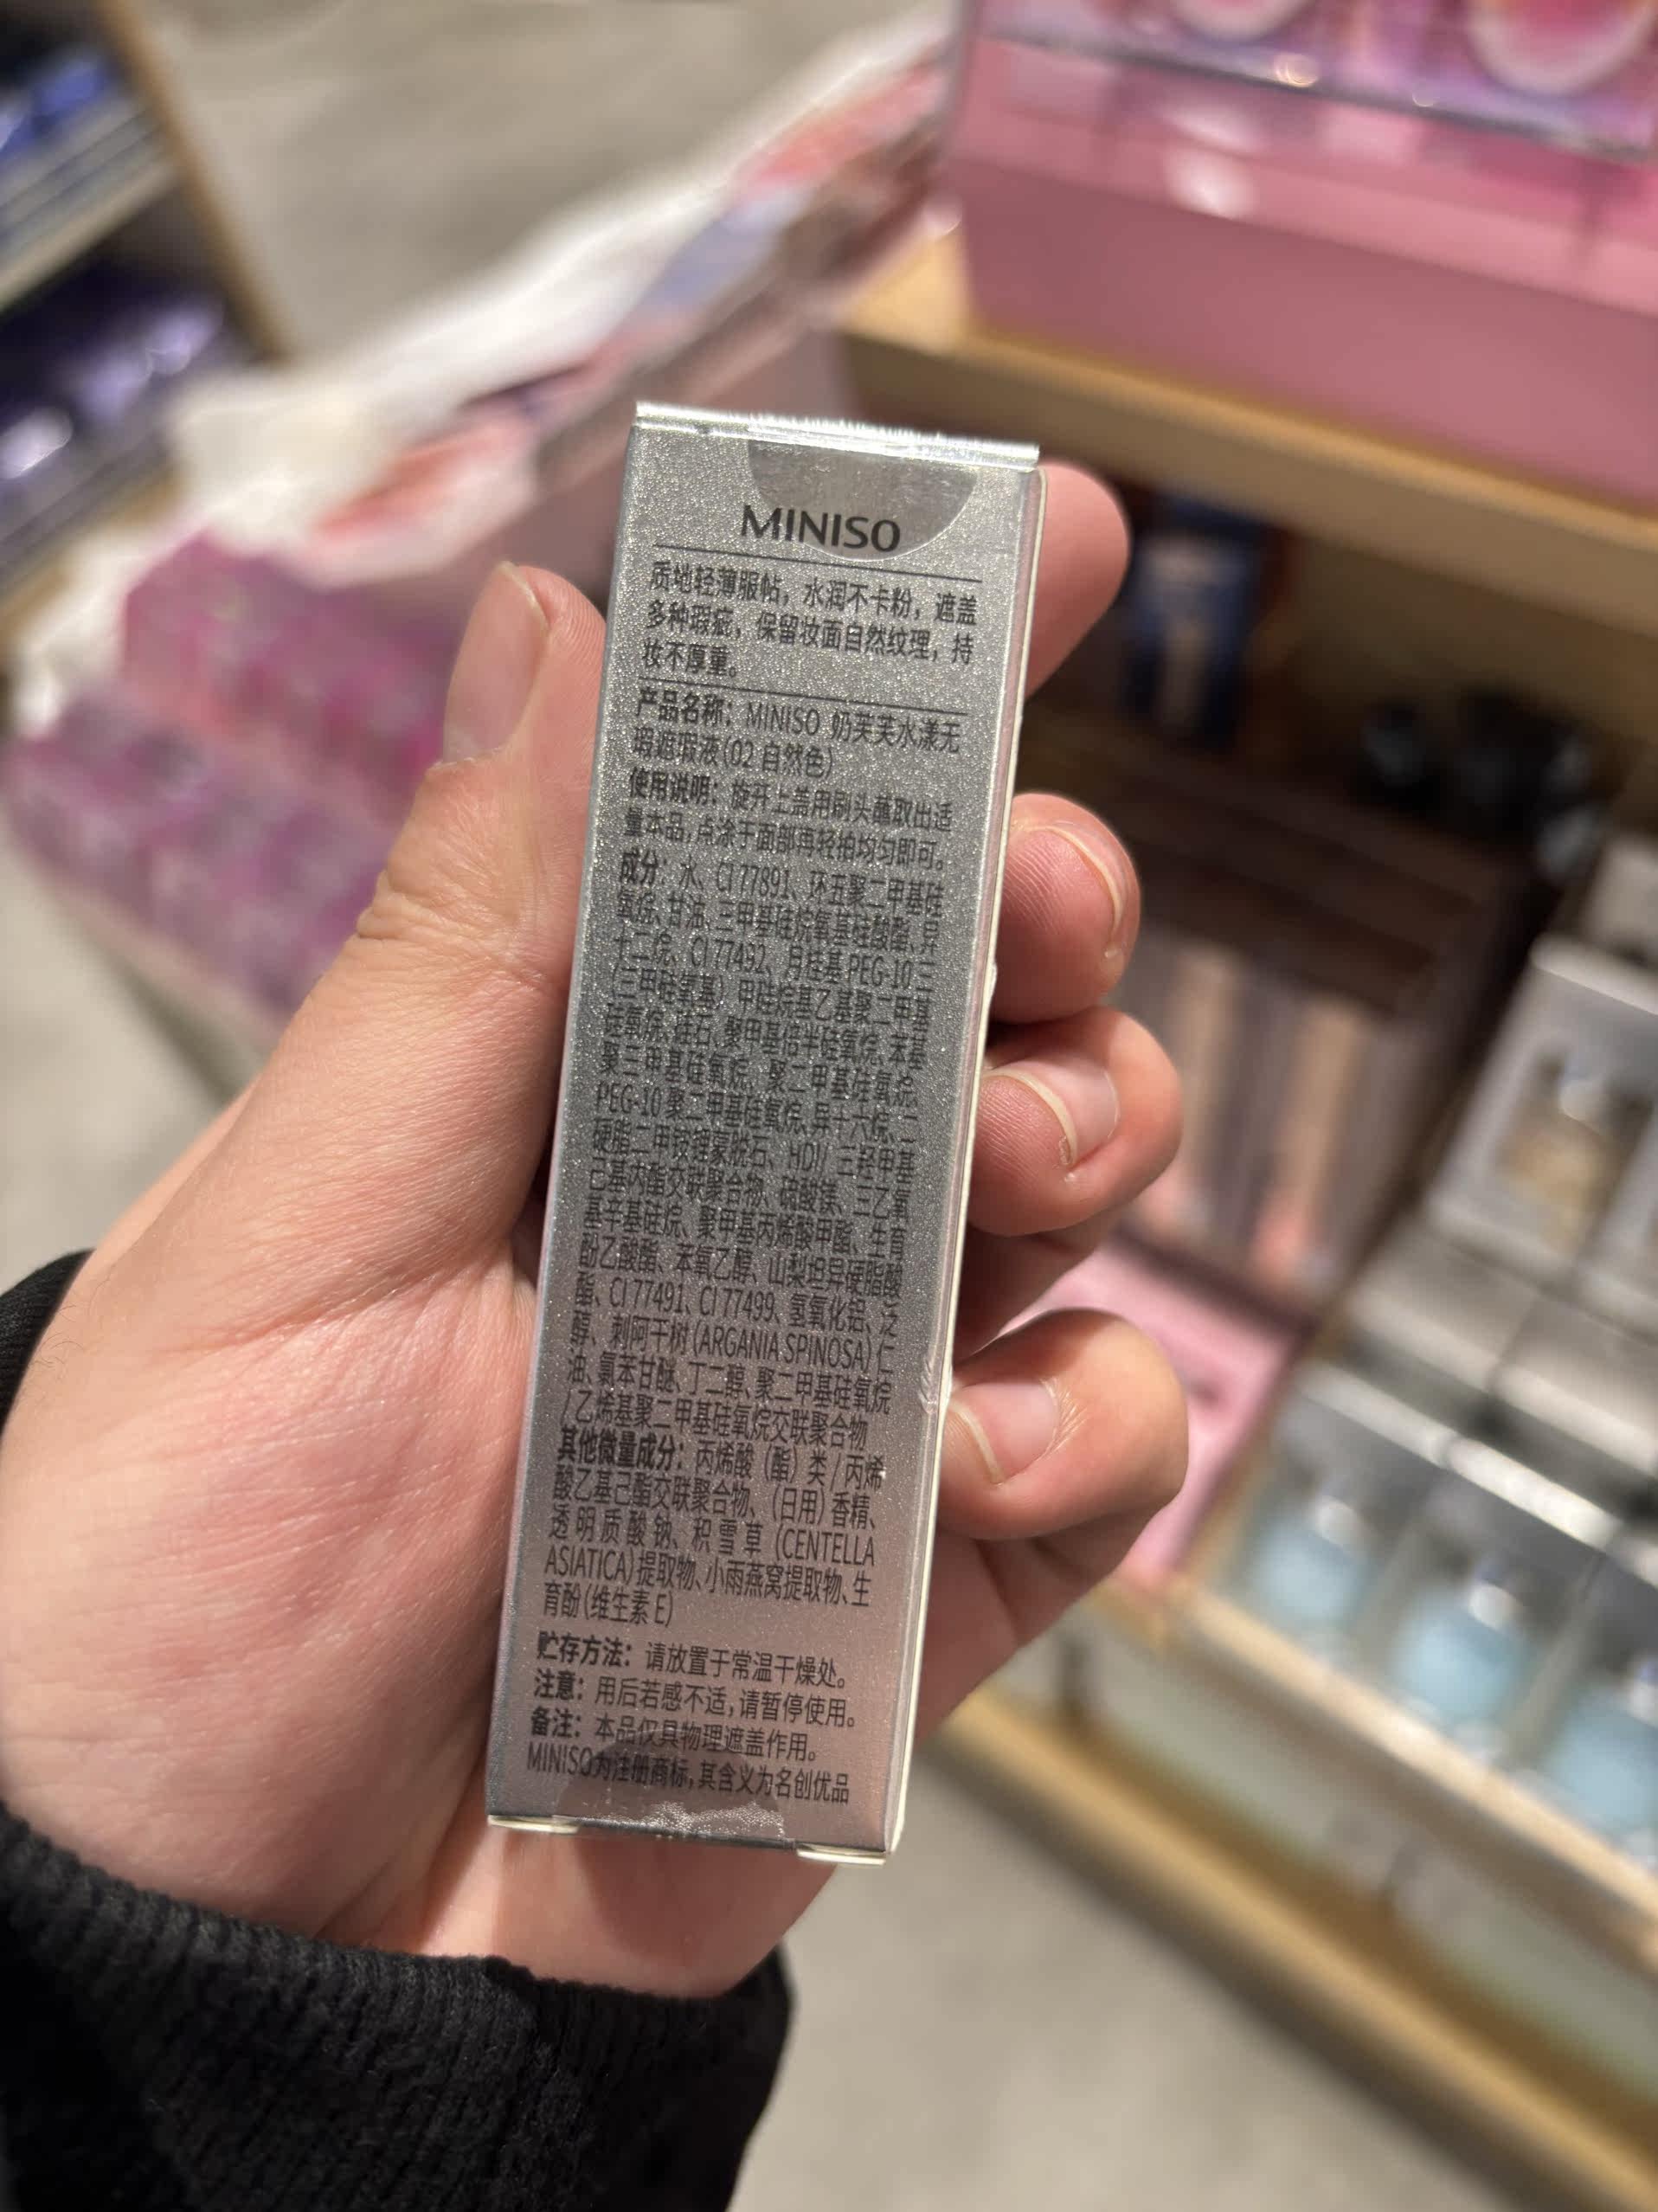 MINISO
质地轻薄服帖，水润不卡粉，遮盖
多种瑕疵，保留妆面自然纹理，持
妆不厚重。
产品名称：MINISO 奶芙芙水漾无
瑕遮瑕液(02 自然色)
使用说明：旋开上盖用刷头蘸取出适
量本品,点涂于面部再轻拍均匀即可。
成分：水、CI 77891、环五聚二甲基硅
氧烷、甘油、三甲基硅烷氧基硅酸酯、异
十二烷、CI 77492、月桂基 PEG-10 三
(三甲硅氧基) 甲硅烷基乙基聚二甲基
硅氧烷、硅石、聚甲基倍半硅氧烷、苯基
聚三甲基硅氧烷、聚二甲基硅氧烷、
PEG-10 聚二甲基硅氧烷、异十六烷、二
硬脂二甲铵锂蒙脱石、HDI/ 三羟甲基
己基内酯交联聚合物、硫酸镁、三乙氧
基辛基硅烷、聚甲基丙烯酸甲酯、生育
酚乙酸酯、苯氧乙醇、山梨坦异硬脂酸
酯、CI 77491、CI 77499、氢氧化铝、泛
醇、刺阿干树 (ARGANIA SPINOSA) 仁
油、氯苯甘醚、丁二醇、聚二甲基硅氧烷
/ 乙烯基聚二甲基硅氧烷交联聚合物
其他微量成分：丙烯酸（酯）类 / 丙烯
酸乙基己酯交联聚合物、(日用) 香精、
透明质酸钠、积雪草 (CENTELLA
ASIATICA) 提取物、小雨燕窝提取物、生
育酚 (维生素 E)
贮存方法：请放置于常温干燥处。
注意：用后若感不适,请暂停使用。
备注：本品仅具物理遮盖作用。
MINISO为注册商标,其含义为名创优品